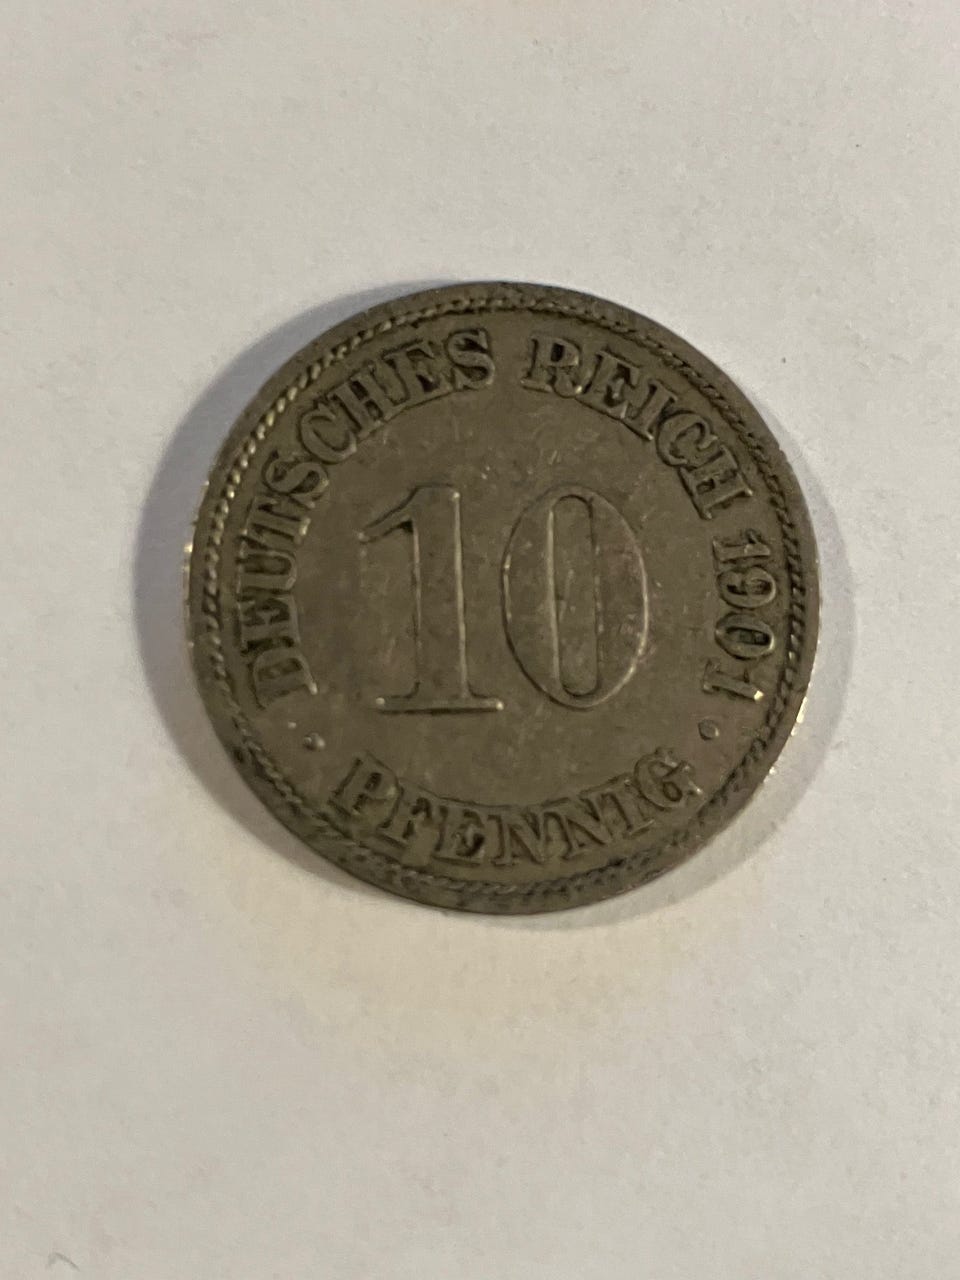 DEUTSCHES REICH 1901
10
• PFENNIG •